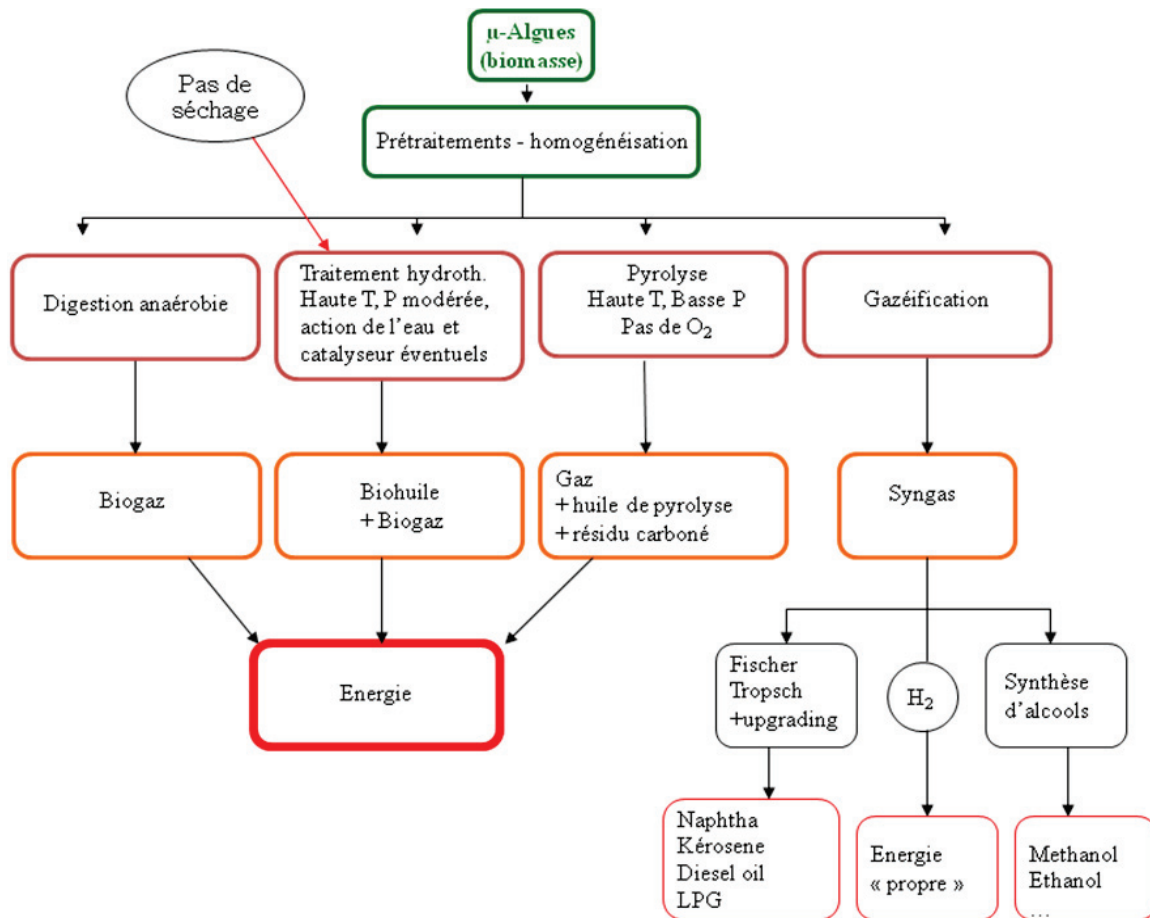 μ-Algues
(biomasse)
Pas de
séchage
Prétraitements - homogénéisation
Digestion anaérobie
Traitement hydroth.
Haute T, P modérée,
action de l'eau et
catalyseur éventuels
Pyrolyse
Haute T, Basse P
Pas de O₂
Gazéification
Biogaz
Biohuile
+Biogaz
Gaz
+huile de pyrolyse
+résidu carboné
Syngas
Energie
Fischer
Tropsch
+upgrading
H₂
Synthèse
d'alcools
Naphtha
Kérosene
Diesel oil
LPG
Energie
« propre »
Methanol
Ethanol
...